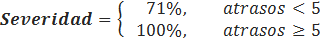 Severidad = { 71%, atrasos < 5
100%, atrasos ≥ 5